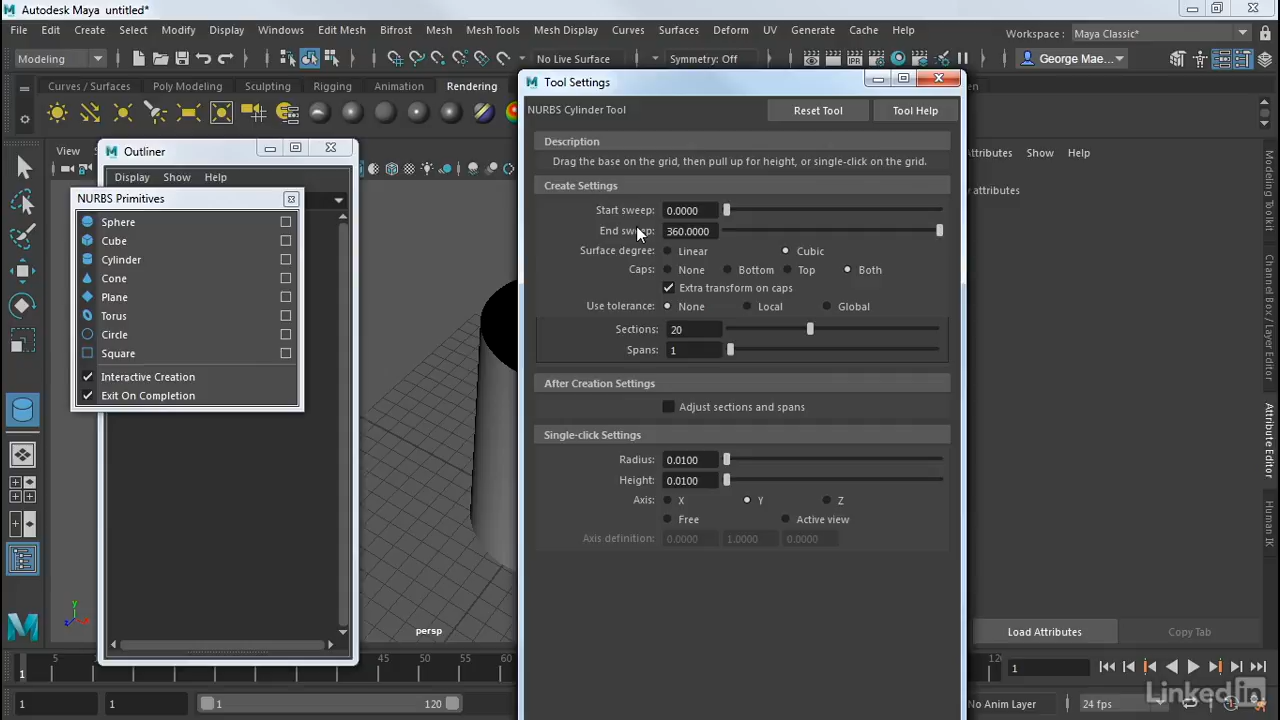 Autodesk Maya untitled*
File Edit Create Select Modify Display Windows Edit Mesh Bifrost Mesh Mesh Tools Mesh Display Curves Surfaces Deform UV Generate Cache Help
Workspace : Maya Classic*
Modeling No Live Surface Symmetry: Off George Mae...
Curves / Surfaces Poly Modeling Sculpting Rigging Animation Rendering
View
Outliner
Display Show Help
NURBS Primitives
Sphere
Cube
Cylinder
Cone
Plane
Torus
Circle
Square
Interactive Creation
Exit On Completion
Tool Settings
NURBS Cylinder Tool Reset Tool Tool Help
Description
Drag the base on the grid, then pull up for height, or single-click on the grid.
Create Settings
Start sweep: 0.0000
End sweep: 360.0000
Surface degree: Linear Cubic
Caps: None Bottom Top Both
Extra transform on caps
Use tolerance: None Local Global
Sections: 20
Spans: 1
After Creation Settings
Adjust sections and spans
Single-click Settings
Radius: 0.0100
Height: 0.0100
Axis: X Y Z
Free Active view
Axis definition: 0.0000 1.0000 0.0000
ttributes Show Help
attributes
Modeling Toolkit
Channel Box / Layer Editor
Attribute Editor
Human IK
Load Attributes Copy Tab
y
persp
1 5 45 50 55 60 120 1
1 1 1 120 No Anim Layer 24 fps
LinkedIn